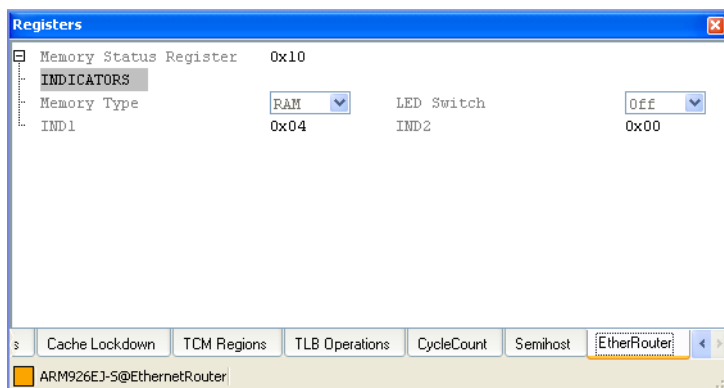 Registers
Memory Status Register 0x10
INDICATORS
Memory Type RAM LED Switch Off
IND1 0x04 IND2 0x00
s Cache Lockdown TCM Regions TLB Operations CycleCount Semihost EtherRouter
ARM926EJ-S@EthernetRouter